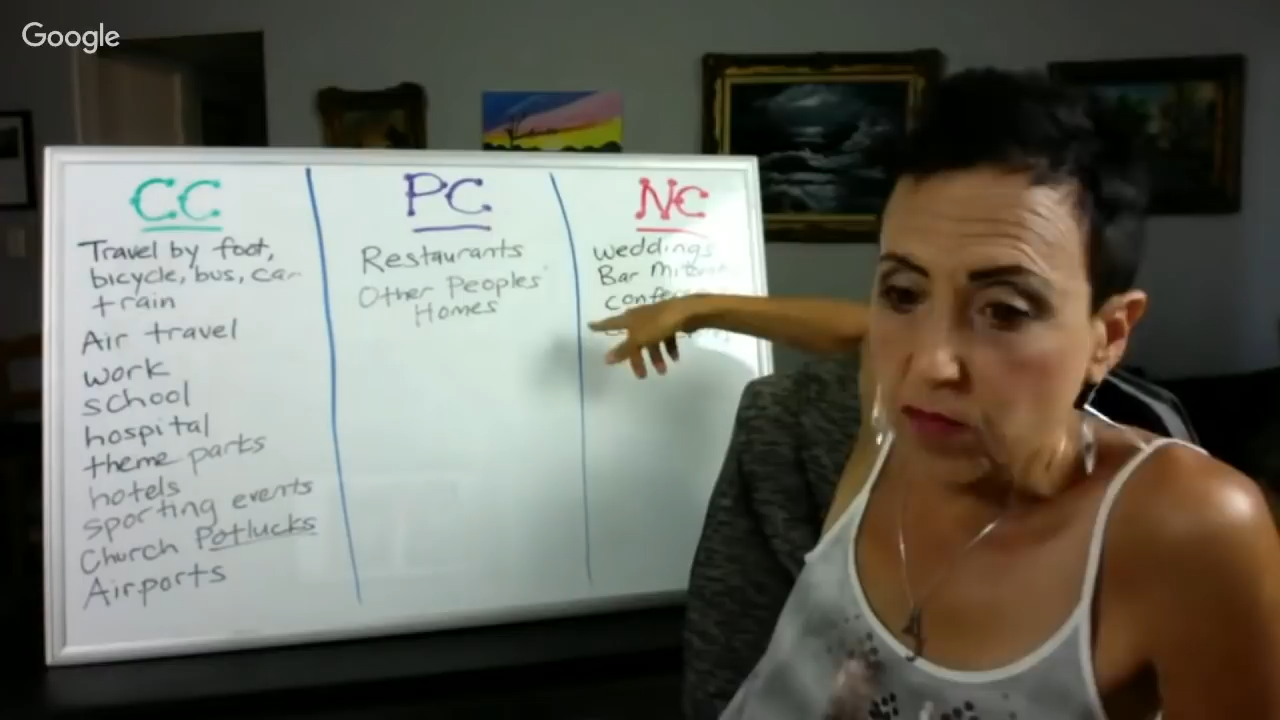 Google
CC
Travel by foot,
bicycle, bus, car
train
Air travel
work
school
hospital
theme parks
hotels
sporting events
Church Potlucks
Airports
PC
Restaurants
Other Peoples'
Homes
NC
weddings
Bar